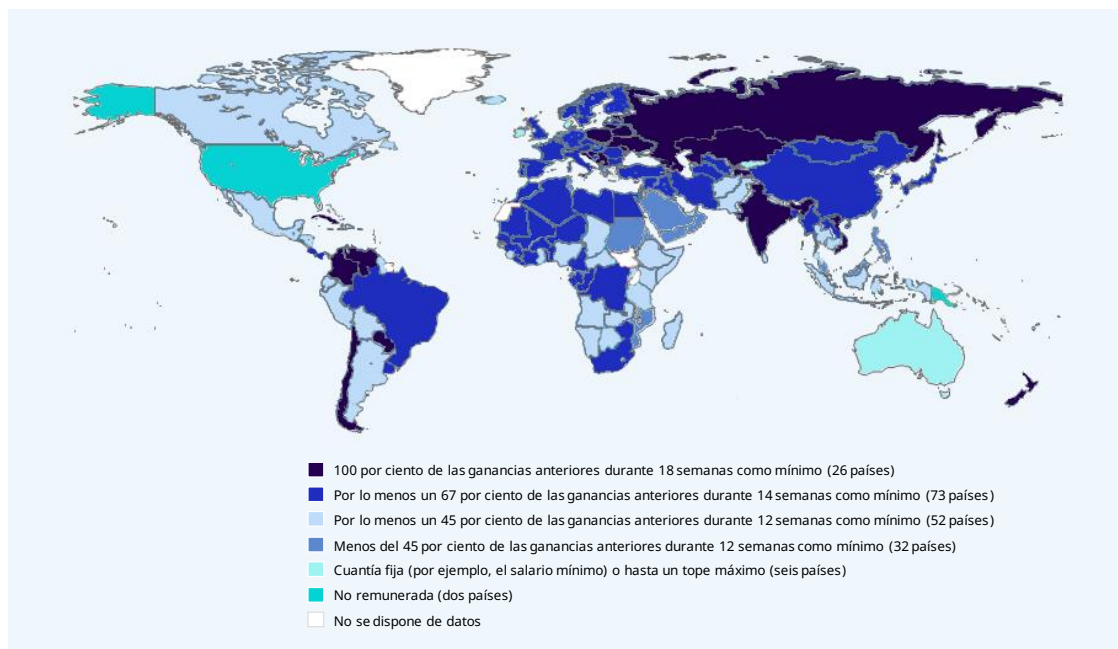 100 por ciento de las ganancias anteriores durante 18 semanas como mínimo (26 países)
Por lo menos un 67 por ciento de las ganancias anteriores durante 14 semanas como mínimo (73 países)
Por lo menos un 45 por ciento de las ganancias anteriores durante 12 semanas como mínimo (52 países)
Menos del 45 por ciento de las ganancias anteriores durante 12 semanas como mínimo (32 países)
Cuantía fija (por ejemplo, el salario mínimo) o hasta un tope máximo (seis países)
No remunerada (dos países)
No se dispone de datos